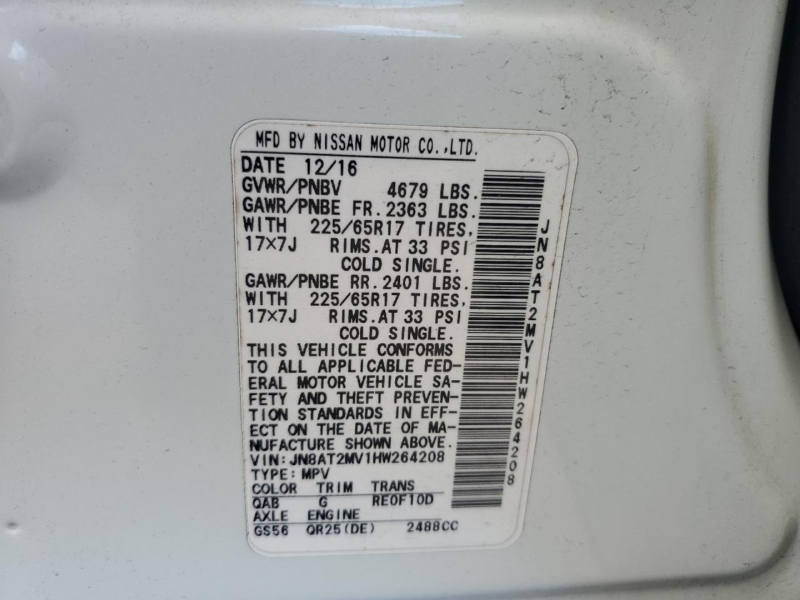 MFD BY NISSAN MOTOR CO.,LTD.
DATE 12/16
GVWR/PNBV 4679 LBS.
GAWR/PNBE FR.2363 LBS.
WITH 225/65R17 TIRES,
17×7J RIMS.AT 33 PSI
COLD SINGLE.
GAWR/PNBE RR.2401 LBS.
WITH 225/65R17 TIRES,
17×7J RIMS.AT 33 PSI
COLD SINGLE.
THIS VEHICLE CONFORMS
TO ALL APPLICABLE FED-
ERAL MOTOR VEHICLE SA-
FETY AND THEFT PREVEN-
TION STANDARDS IN EFF-
ECT ON THE DATE OF MA-
NUFACTURE SHOWN ABOVE.
VIN:JN8AT2MV1HW264208
TYPE:MPV
COLOR TRIM TRANS
QAB G RE0F10D
AXLE ENGINE
GS56 QR25(DE) 2488CC
JN8AT2MV1HW264208